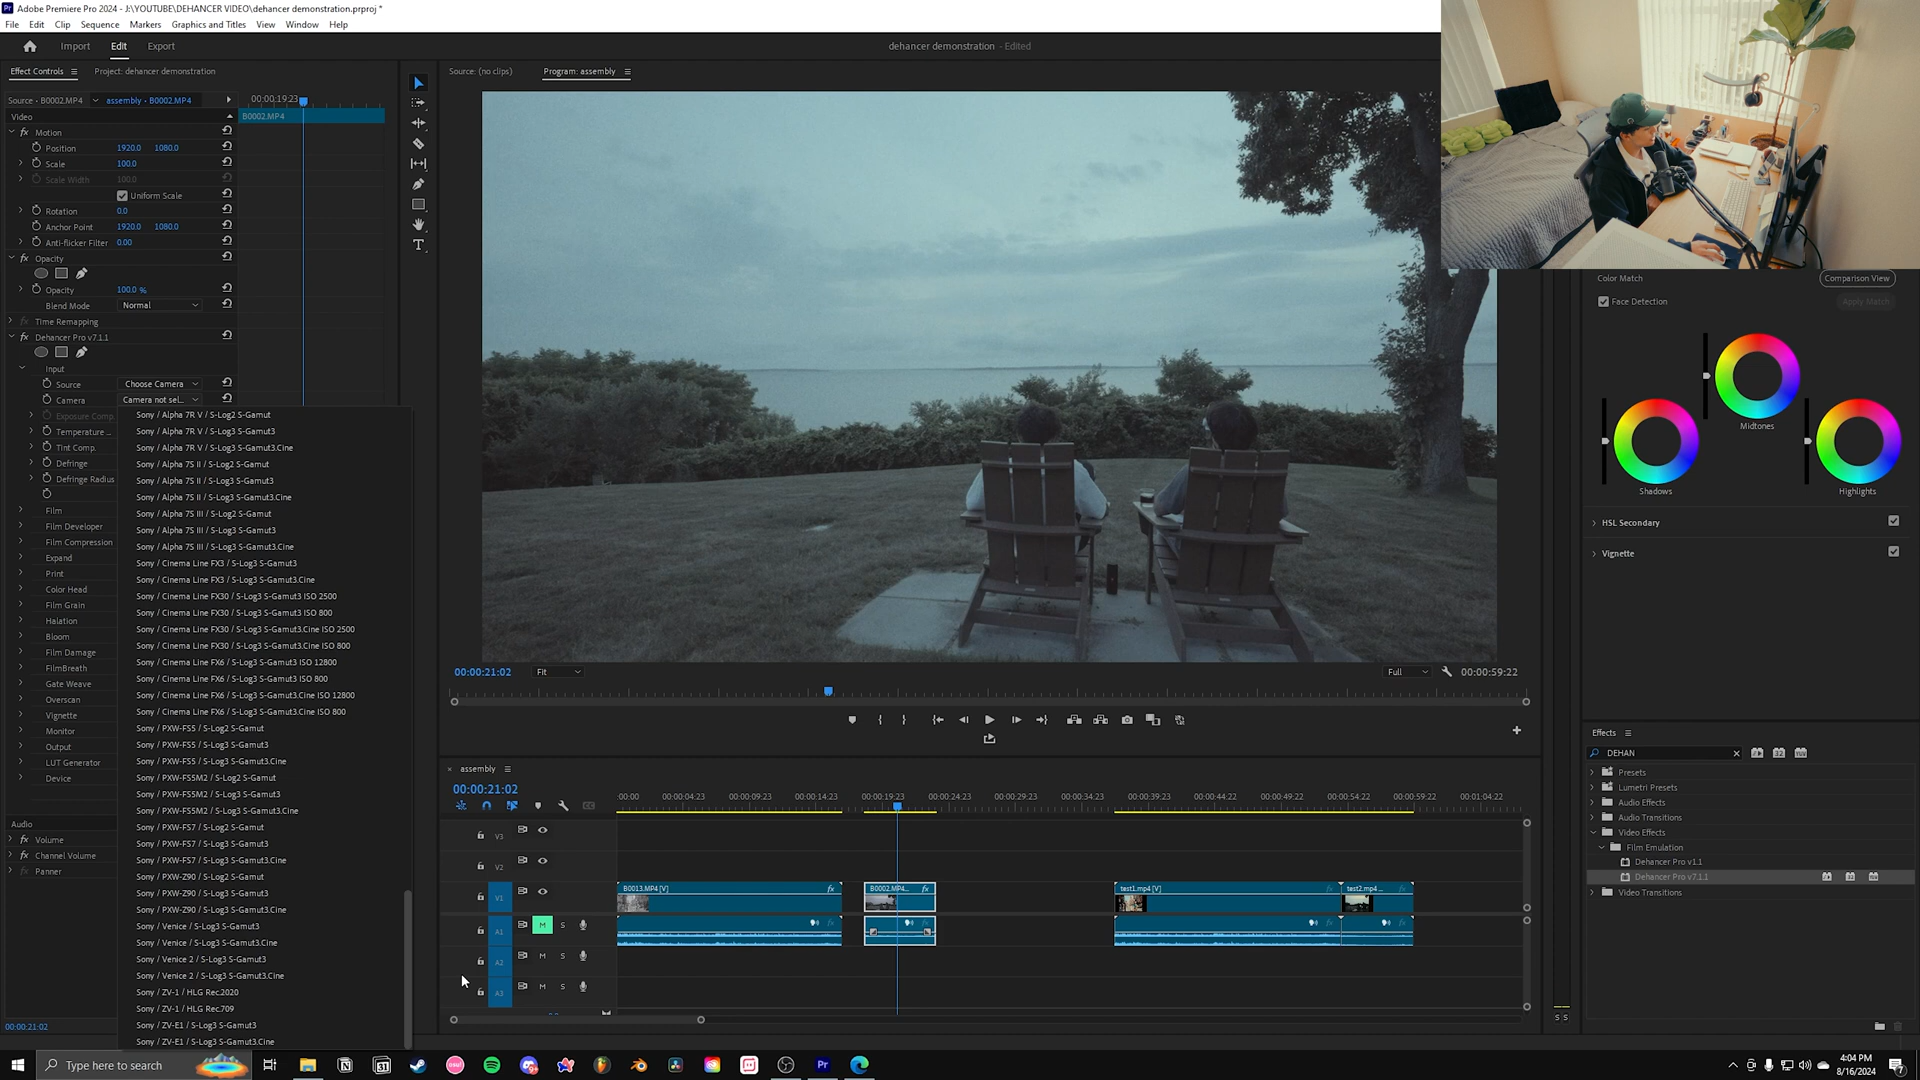 Adobe Premiere Pro 2024 - J:\YOUTUBE\DEHANCER VIDEO\dehancer demonstration.prproj *
File Edit Clip Sequence Markers Graphics and Titles View Window Help
Import Edit Export
dehancer demonstration - Edited
Effect Controls Project: dehancer demonstration
Source • B0002.MP4 assembly • B0002.MP4
00:00:19:23
Video
B0002.MP4
fx Motion
Position 1920.0 1080.0
Scale 100.0
Scale Width 100.0
Uniform Scale
Rotation 0.0
Anchor Point 1920.0 1080.0
Anti-flicker Filter 0.00
fx Opacity
Opacity 100.0 %
Blend Mode Normal
fx Time Remapping
fx Dehancer Pro v7.1.1
Input
Source Choose Camera
Camera Camera not sel...
Exposure Comp.
Temperature ...
Tint Comp.
Defringe
Defringe Radius
Film
Film Developer
Film Compression
Expand
Print
Color Head
Film Grain
Halation
Bloom
Film Damage
FilmBreath
Gate Weave
Overscan
Vignette
Monitor
Output
LUT Generator
Device
Audio
fx Volume
fx Channel Volume
fx Panner
00:00:21:02
Sony / Alpha 7R V / S-Log2 S-Gamut
Sony / Alpha 7R V / S-Log3 S-Gamut3
Sony / Alpha 7R V / S-Log3 S-Gamut3.Cine
Sony / Alpha 7S II / S-Log2 S-Gamut
Sony / Alpha 7S II / S-Log3 S-Gamut3
Sony / Alpha 7S II / S-Log3 S-Gamut3.Cine
Sony / Alpha 7S III / S-Log2 S-Gamut
Sony / Alpha 7S III / S-Log3 S-Gamut3
Sony / Alpha 7S III / S-Log3 S-Gamut3.Cine
Sony / Cinema Line FX3 / S-Log3 S-Gamut3
Sony / Cinema Line FX3 / S-Log3 S-Gamut3.Cine
Sony / Cinema Line FX30 / S-Log3 S-Gamut3 ISO 2500
Sony / Cinema Line FX30 / S-Log3 S-Gamut3 ISO 800
Sony / Cinema Line FX30 / S-Log3 S-Gamut3.Cine ISO 2500
Sony / Cinema Line FX30 / S-Log3 S-Gamut3.Cine ISO 800
Sony / Cinema Line FX6 / S-Log3 S-Gamut3 ISO 12800
Sony / Cinema Line FX6 / S-Log3 S-Gamut3 ISO 800
Sony / Cinema Line FX6 / S-Log3 S-Gamut3.Cine ISO 12800
Sony / Cinema Line FX6 / S-Log3 S-Gamut3.Cine ISO 800
Sony / PXW-FS5 / S-Log2 S-Gamut
Sony / PXW-FS5 / S-Log3 S-Gamut3
Sony / PXW-FS5 / S-Log3 S-Gamut3.Cine
Sony / PXW-FS5M2 / S-Log2 S-Gamut
Sony / PXW-FS5M2 / S-Log3 S-Gamut3
Sony / PXW-FS5M2 / S-Log3 S-Gamut3.Cine
Sony / PXW-FS7 / S-Log2 S-Gamut
Sony / PXW-FS7 / S-Log3 S-Gamut3
Sony / PXW-FS7 / S-Log3 S-Gamut3.Cine
Sony / PXW-Z90 / S-Log2 S-Gamut
Sony / PXW-Z90 / S-Log3 S-Gamut3
Sony / PXW-Z90 / S-Log3 S-Gamut3.Cine
Sony / Venice / S-Log3 S-Gamut3
Sony / Venice / S-Log3 S-Gamut3.Cine
Sony / Venice 2 / S-Log3 S-Gamut3
Sony / Venice 2 / S-Log3 S-Gamut3.Cine
Sony / ZV-1 / HLG Rec.2020
Sony / ZV-1 / HLG Rec.709
Sony / ZV-E1 / S-Log3 S-Gamut3
Sony / ZV-E1 / S-Log3 S-Gamut3.Cine
Source: (no clips) Program: assembly
00:00:21:02 Fit Full 00:00:59:22
assembly
00:00:21:02
:00:00 00:00:04:23 00:00:09:23 00:00:14:23 00:00:19:23 00:00:24:23 00:00:29:23 00:00:34:23 00:00:39:23 00:00:44:22 00:00:49:22 00:00:54:22 00:00:59:22 00:01:04:22
V3
V2
V1
A1 M S
A2 M S
A3 M S
B0013.MP4 [V] fx
B0002.MP4... fx
test1.mp4 [V] fx
test2.mp4 ... fx
S S
Color Match Comparison View
Face Detection Apply Match
Midtones
Shadows Highlights
HSL Secondary
Vignette
Effects
DEHAN
Presets
Lumetri Presets
Audio Effects
Audio Transitions
Video Effects
Film Emulation
Dehancer Pro v1.1
Dehancer Pro v7.1.1
Video Transitions
Type here to search
4:04 PM
8/16/2024